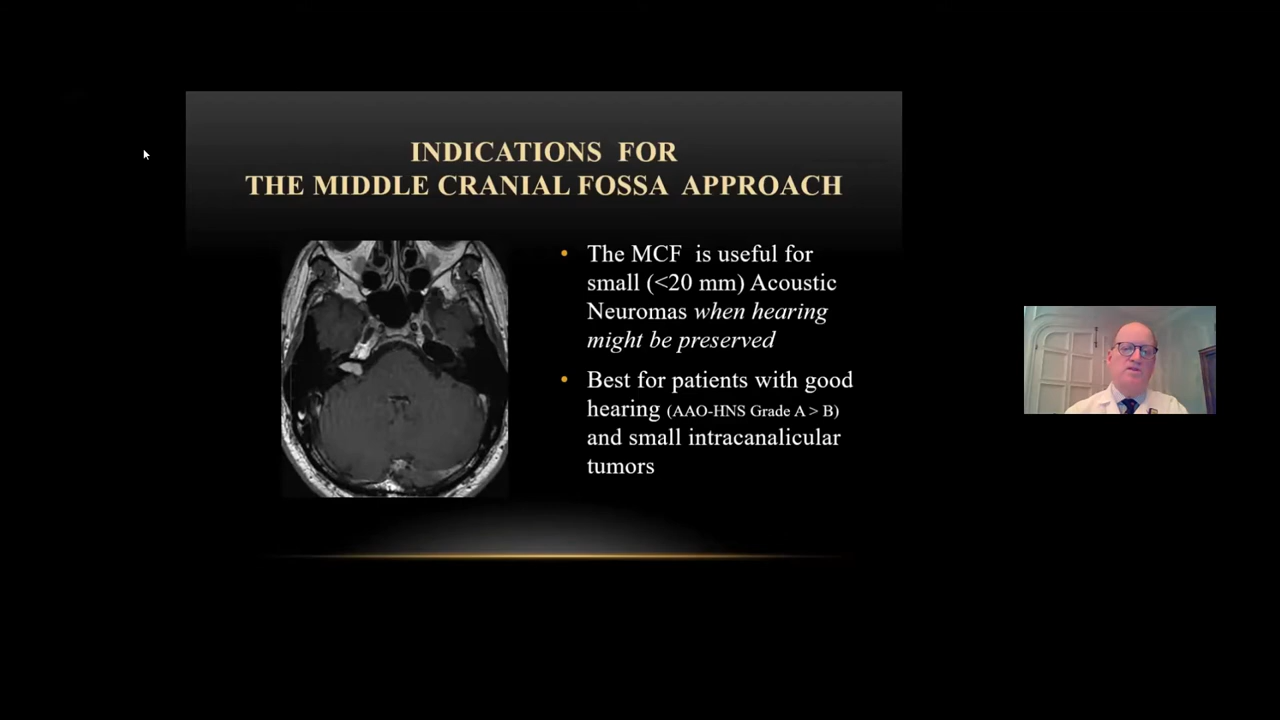 INDICATIONS FOR
THE MIDDLE CRANIAL FOSSA APPROACH
• The MCF is useful for
small (<20 mm) Acoustic
Neuromas when hearing
might be preserved
• Best for patients with good
hearing (AAO-HNS Grade A > B)
and small intracanalicular
tumors